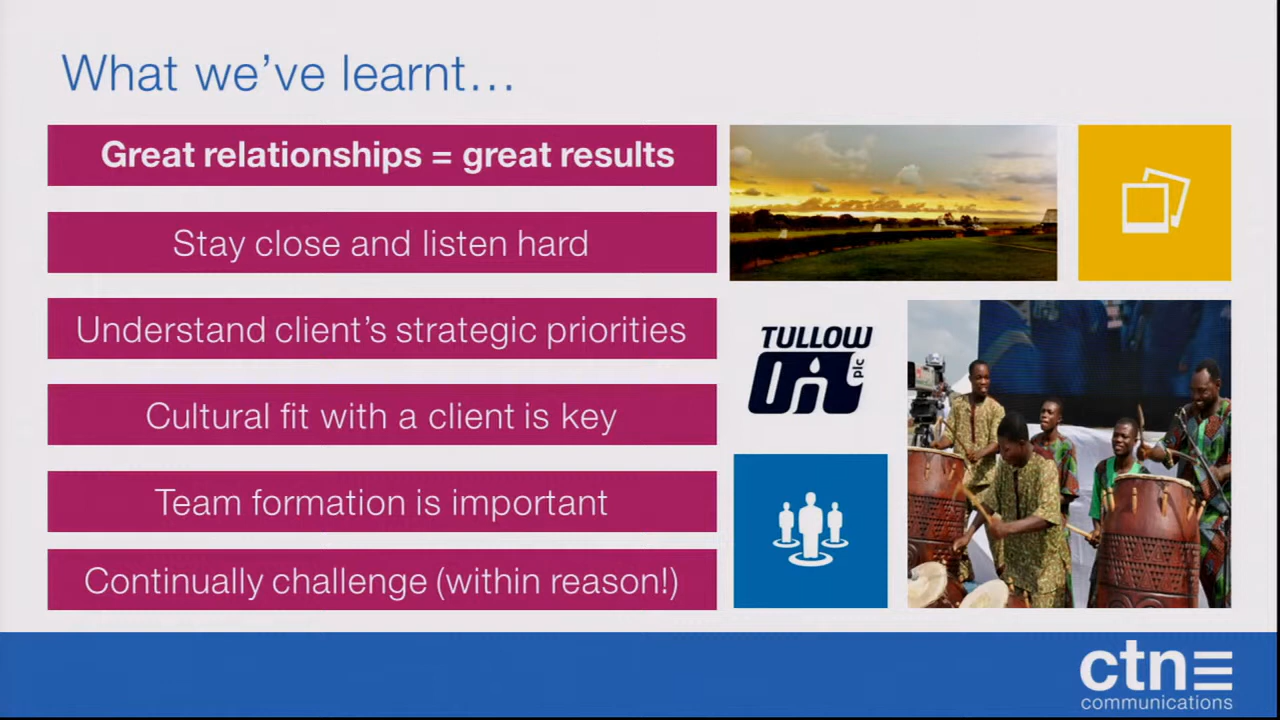 What we've learnt...
Great relationships = great results
Stay close and listen hard
Understand client's strategic priorities
Cultural fit with a client is key
Team formation is important
Continually challenge (within reason!)
TULLOW
Oil
plc
ctn
communications